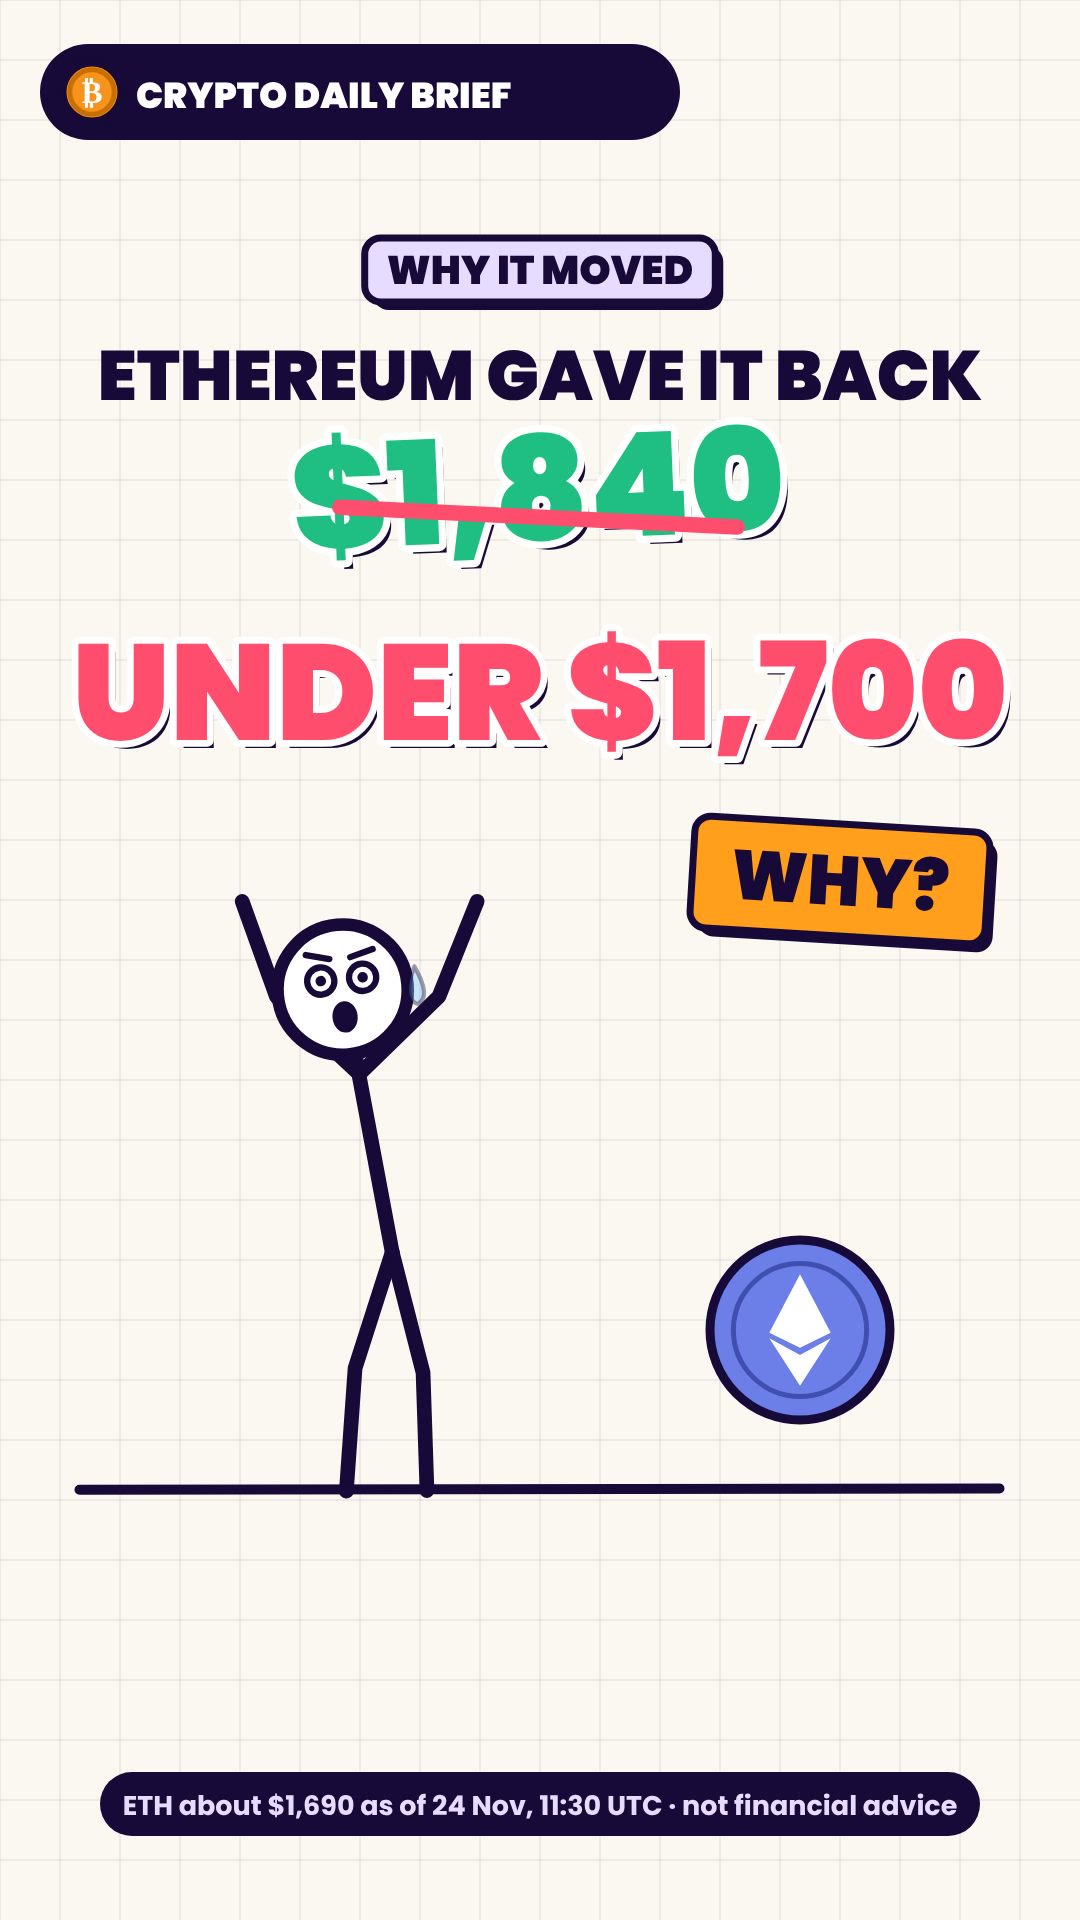 CRYPTO DAILY BRIEF
WHY IT MOVED
ETHEREUM GAVE IT BACK
$1,840
UNDER $1,700
WHY?
ETH about $1,690 as of 24 Nov, 11:30 UTC · not financial advice